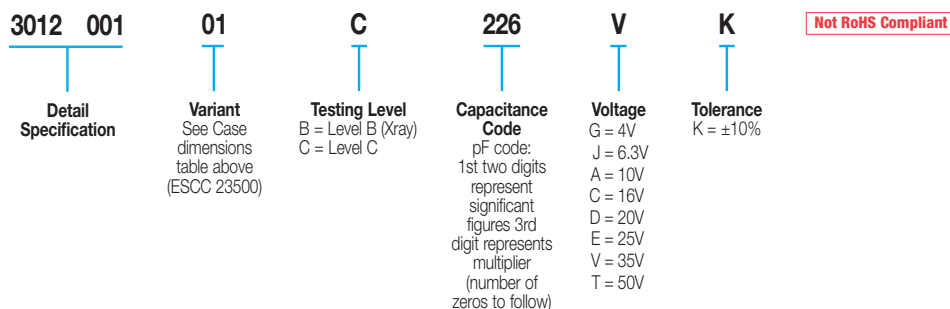 3012 001 01 C 226 V K Not RoHS Compliant
Detail
Specification
Variant
See Case
dimensions
table above
(ESCC 23500)
Testing Level
B = Level B (Xray)
C = Level C
Capacitance
Code
pF code:
1st two digits
represent
significant
figures 3rd
digit represents
multiplier
(number of
zeros to follow)
Voltage
G = 4V
J = 6.3V
A = 10V
C = 16V
D = 20V
E = 25V
V = 35V
T = 50V
Tolerance
K = ±10%